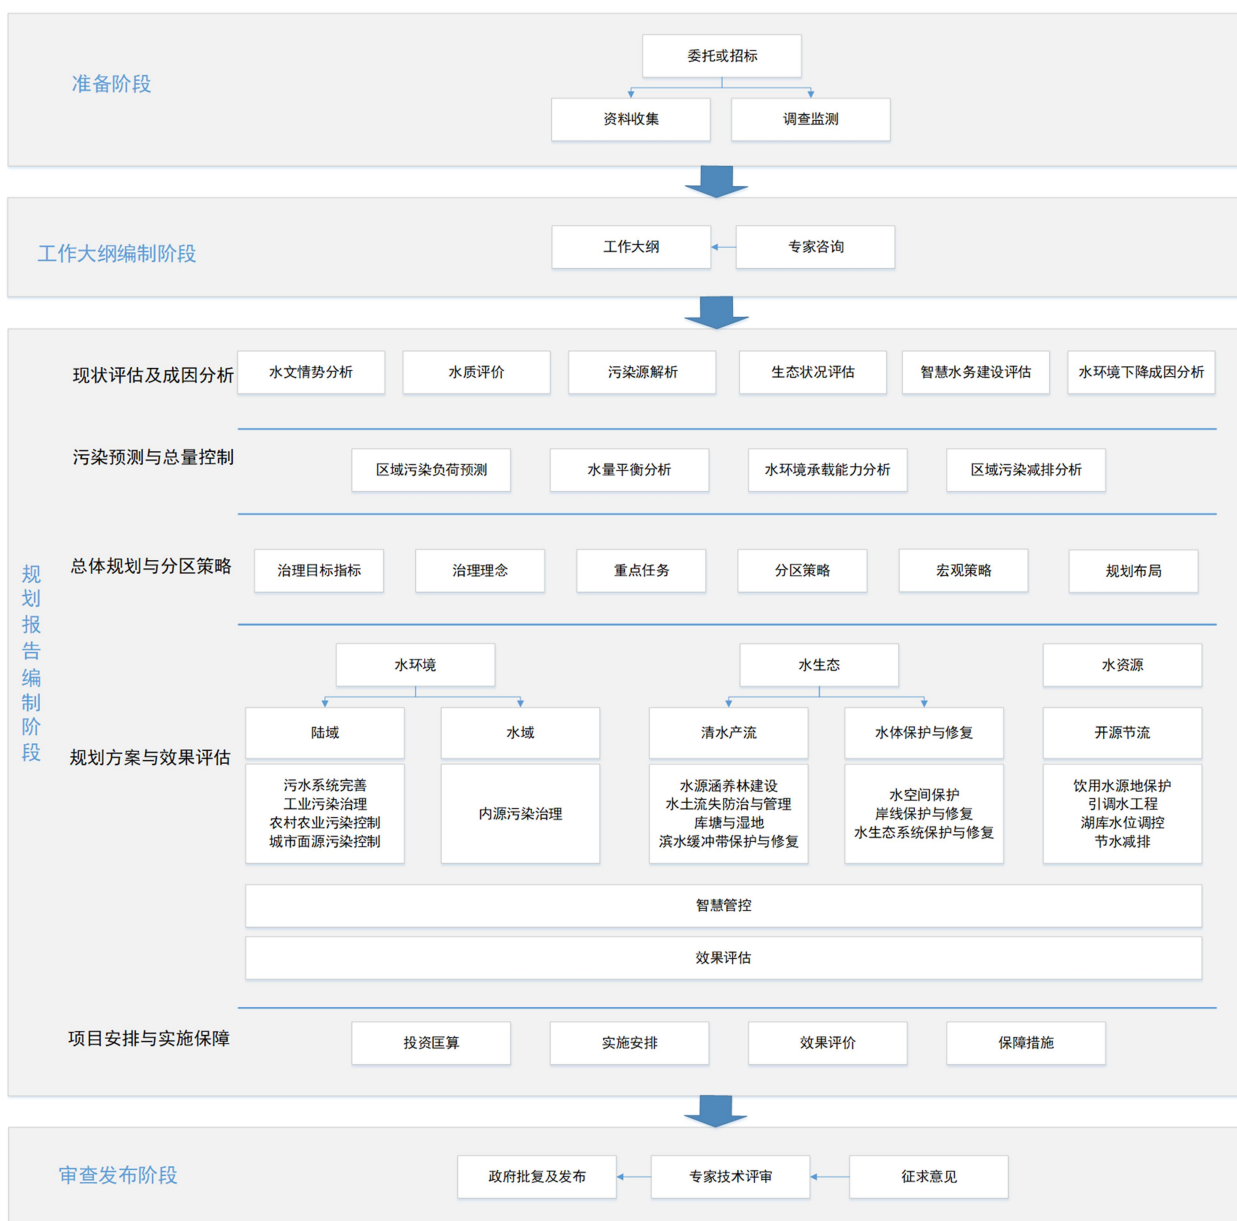 准备阶段
委托或招标
资料收集
调查监测
工作大纲编制阶段
工作大纲
专家咨询
规划报告编制阶段
现状评估及成因分析
水文情势分析
水质评价
污染源解析
生态状况评估
智慧水务建设评估
水环境下降成因分析
污染预测与总量控制
区域污染负荷预测
水量平衡分析
水环境承载能力分析
区域污染减排分析
总体规划与分区策略
治理目标指标
治理理念
重点任务
分区策略
宏观策略
规划布局
规划方案与效果评估
水环境
水生态
水资源
陆域
水域
清水产流
水体保护与修复
开源节流
污水系统完善
工业污染治理
农村农业污染控制
城市面源污染控制
内源污染治理
水源涵养林建设
水土流失防治与管理
库塘与湿地
滨水缓冲带保护与修复
水空间保护
岸线保护与修复
水生态系统保护与修复
饮用水源地保护
引调水工程
湖库水位调控
节水减排
智慧管控
效果评估
项目安排与实施保障
投资匡算
实施安排
效果评价
保障措施
审查发布阶段
政府批复及发布
专家技术评审
征求意见